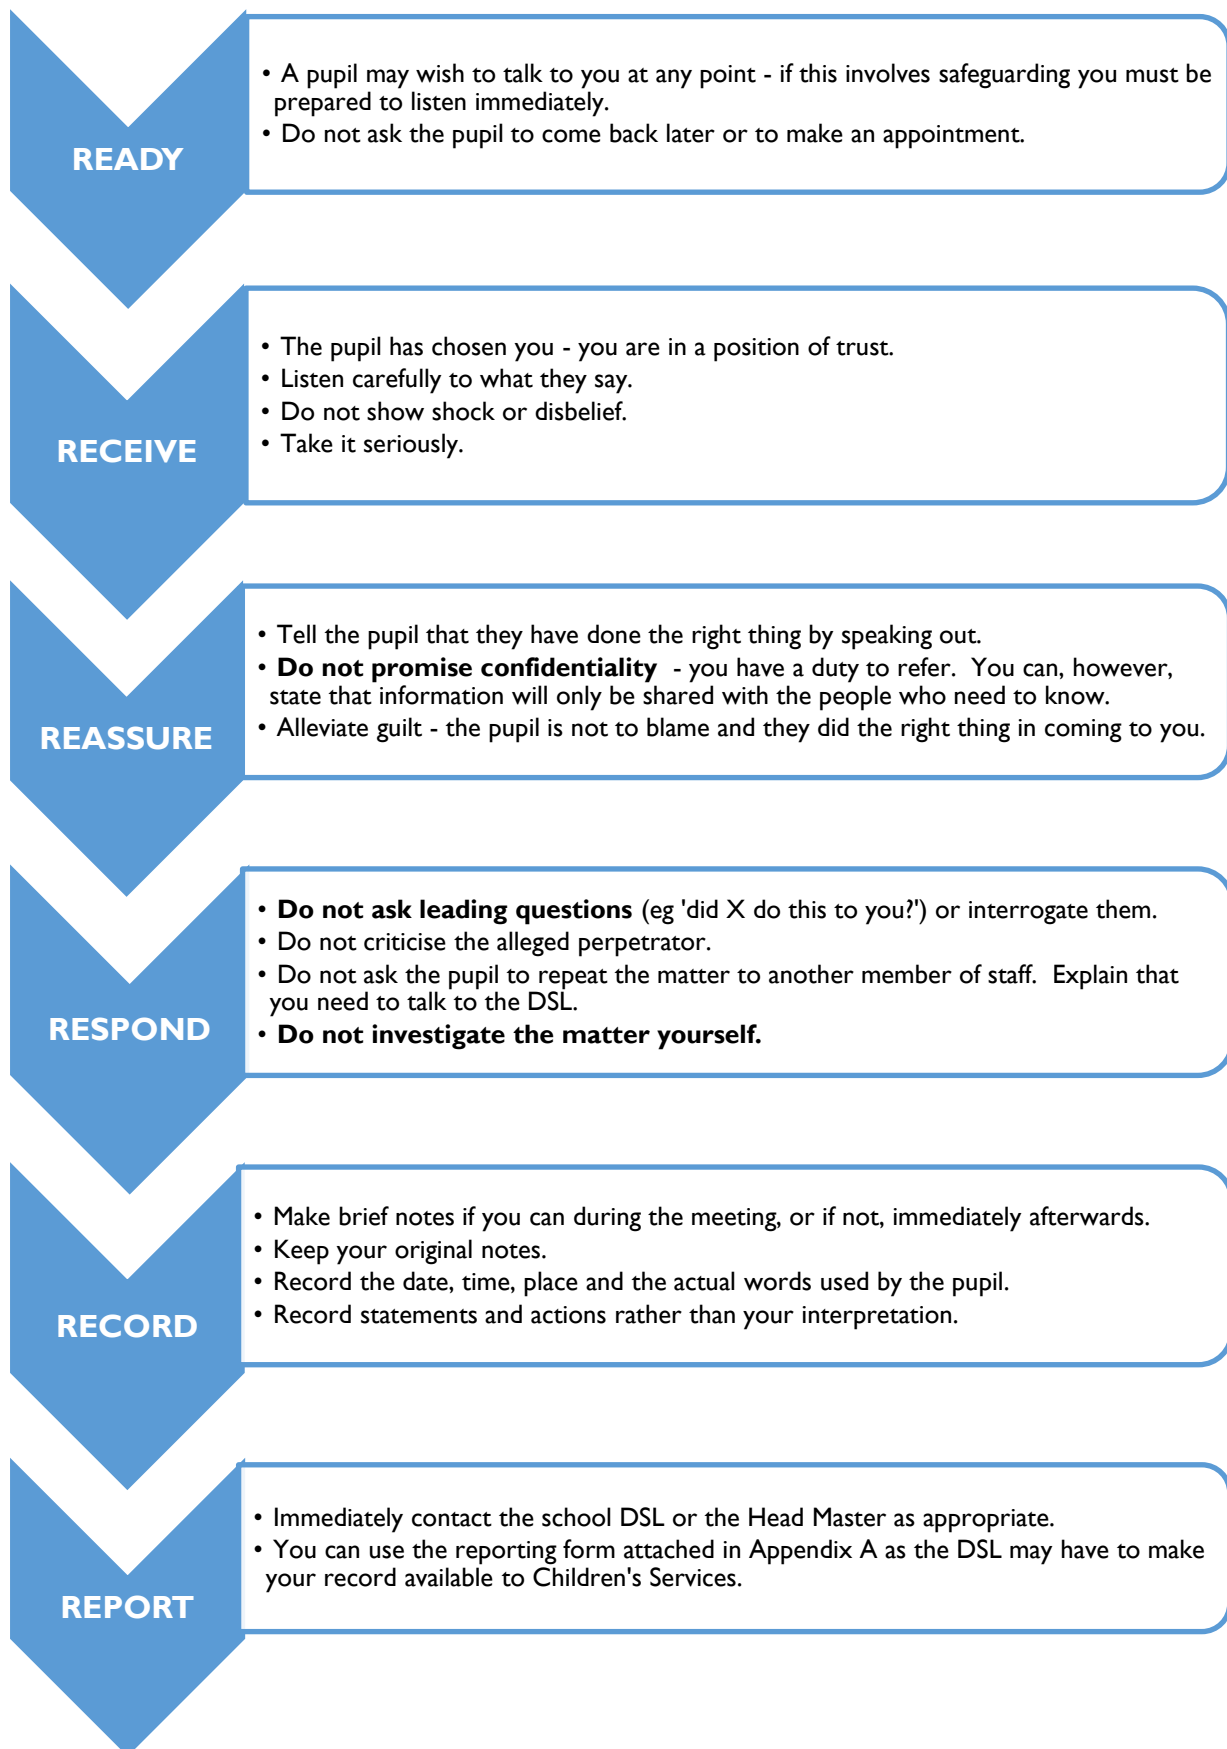 READY
• A pupil may wish to talk to you at any point - if this involves safeguarding you must be
prepared to listen immediately.
• Do not ask the pupil to come back later or to make an appointment.
RECEIVE
• The pupil has chosen you - you are in a position of trust.
• Listen carefully to what they say.
• Do not show shock or disbelief.
• Take it seriously.
REASSURE
• Tell the pupil that they have done the right thing by speaking out.
• Do not promise confidentiality - you have a duty to refer. You can, however,
state that information will only be shared with the people who need to know.
• Alleviate guilt - the pupil is not to blame and they did the right thing in coming to you.
RESPOND
• Do not ask leading questions (eg 'did X do this to you?') or interrogate them.
• Do not criticise the alleged perpetrator.
• Do not ask the pupil to repeat the matter to another member of staff. Explain that
you need to talk to the DSL.
• Do not investigate the matter yourself.
RECORD
• Make brief notes if you can during the meeting, or if not, immediately afterwards.
• Keep your original notes.
• Record the date, time, place and the actual words used by the pupil.
• Record statements and actions rather than your interpretation.
REPORT
• Immediately contact the school DSL or the Head Master as appropriate.
• You can use the reporting form attached in Appendix A as the DSL may have to make
your record available to Children's Services.